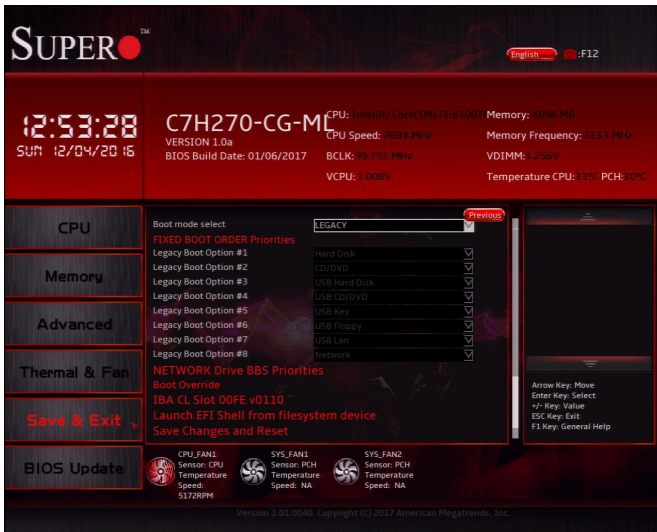 SUPER TM
English :F12
12:53:28
SUN 12/04/2016
C7H270-CG-ML
VERSION 1.0a
BIOS Build Date: 01/06/2017
CPU: Intel(R) Core(TM) i3-6100T
CPU Speed: 2693 MHz
BCLK: 99.751 MHz
VCPU: 1.008V
Memory: 4096 MB
Memory Frequency: 2133 MHz
VDIMM: 1.256V
Temperature CPU:33°C PCH:30°C
CPU
Memory
Advanced
Thermal & Fan
Save & Exit
BIOS Update
Previous
Boot mode select LEGACY
FIXED BOOT ORDER Priorities
Legacy Boot Option #1 Hard Disk
Legacy Boot Option #2 CD/DVD
Legacy Boot Option #3 USB Hard Disk
Legacy Boot Option #4 USB CD/DVD
Legacy Boot Option #5 USB Key
Legacy Boot Option #6 USB Floppy
Legacy Boot Option #7 USB Lan
Legacy Boot Option #8 Network
NETWORK Drive BBS Priorities
Boot Override
IBA CL Slot 00FE v0110
Launch EFI Shell from filesystem device
Save Changes and Reset
Arrow Key: Move
Enter Key: Select
+/- Key: Value
ESC Key: Exit
F1 Key: General Help
CPU_FAN1
Sensor: CPU
Temperature
Speed:
5172RPM
SYS_FAN1
Sensor: PCH
Temperature
Speed: NA
SYS_FAN2
Sensor: PCH
Temperature
Speed: NA
Version 1.01.0040. Copyright (C) 2017 American Megatrends, Inc.